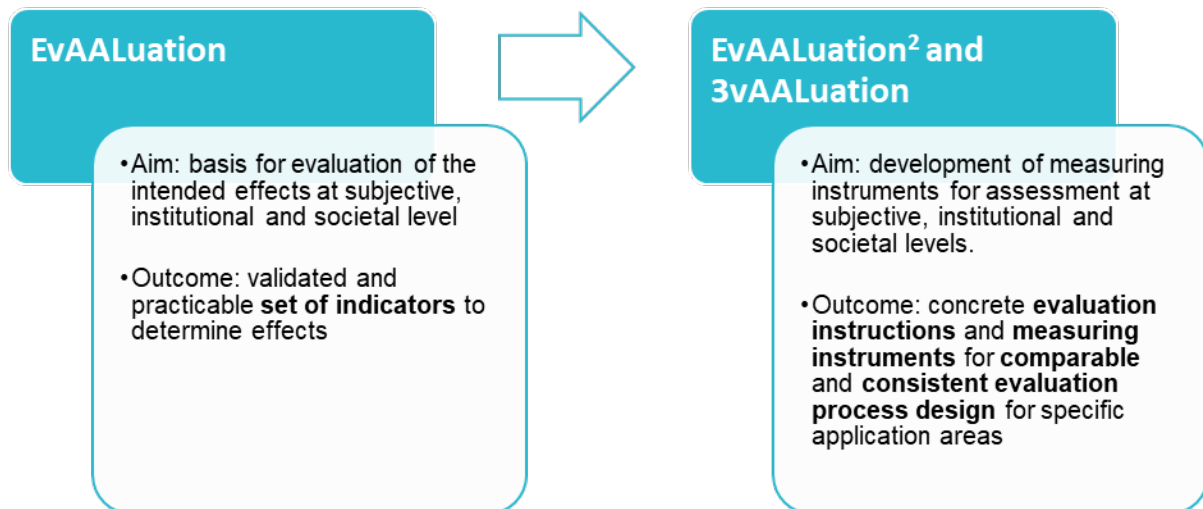 EvAALuation
•Aim: basis for evaluation of the
intended effects at subjective,
institutional and societal level
•Outcome: validated and
practicable set of indicators to
determine effects
EvAALuation² and
3vAALuation
•Aim: development of measuring
instruments for assessment at
subjective, institutional and
societal levels.
•Outcome: concrete evaluation
instructions and measuring
instruments for comparable
and consistent evaluation
process design for specific
application areas